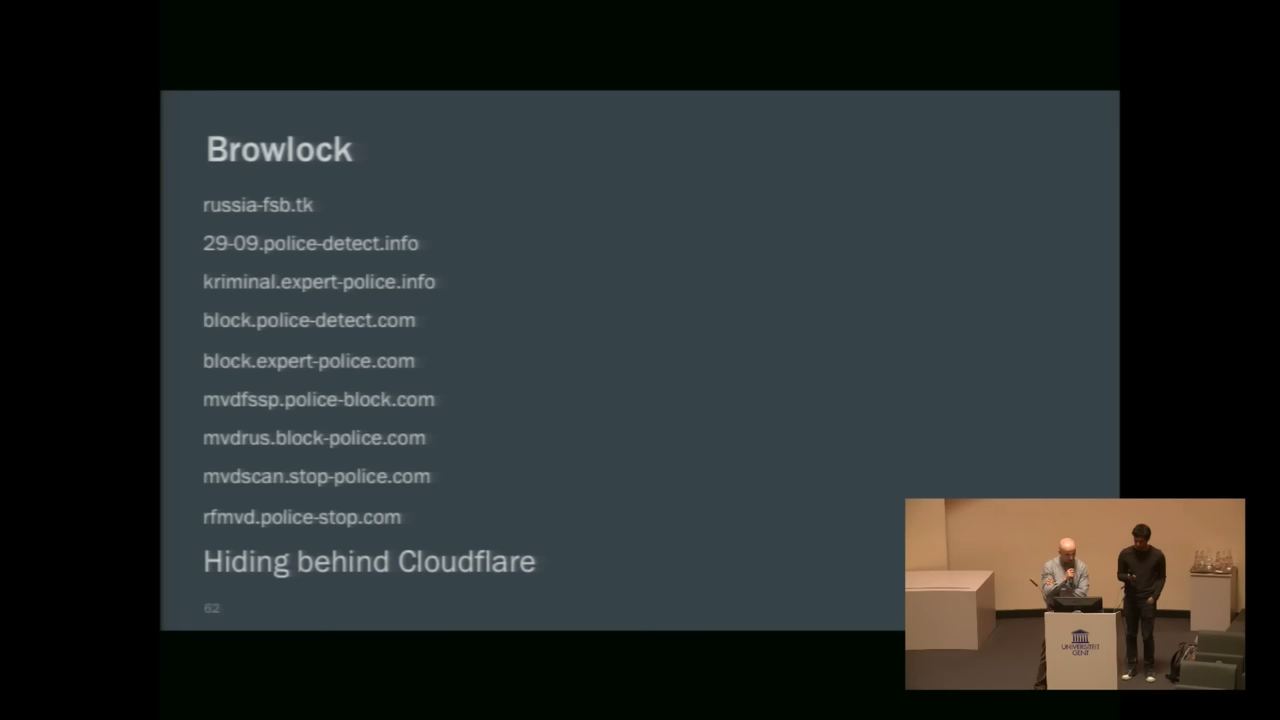 Browlock
russia-fsb.tk
29-09.police-detect.info
kriminal.expert-police.info
block.police-detect.com
block.expert-police.com
mvdfssp.police-block.com
mvdrus.block-police.com
mvdscan.stop-police.com
rfmvd.police-stop.com
Hiding behind Cloudflare
62
UNIVERSITEIT
GENT